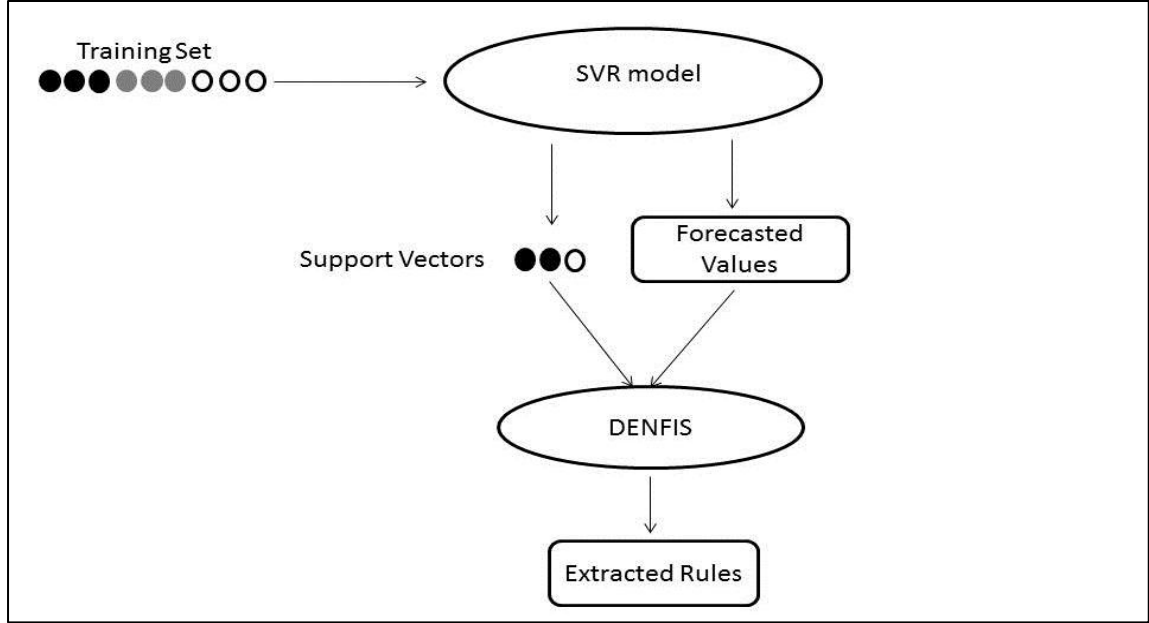 Training Set
SVR model
Support Vectors
Forecasted
Values
DENFIS
Extracted Rules